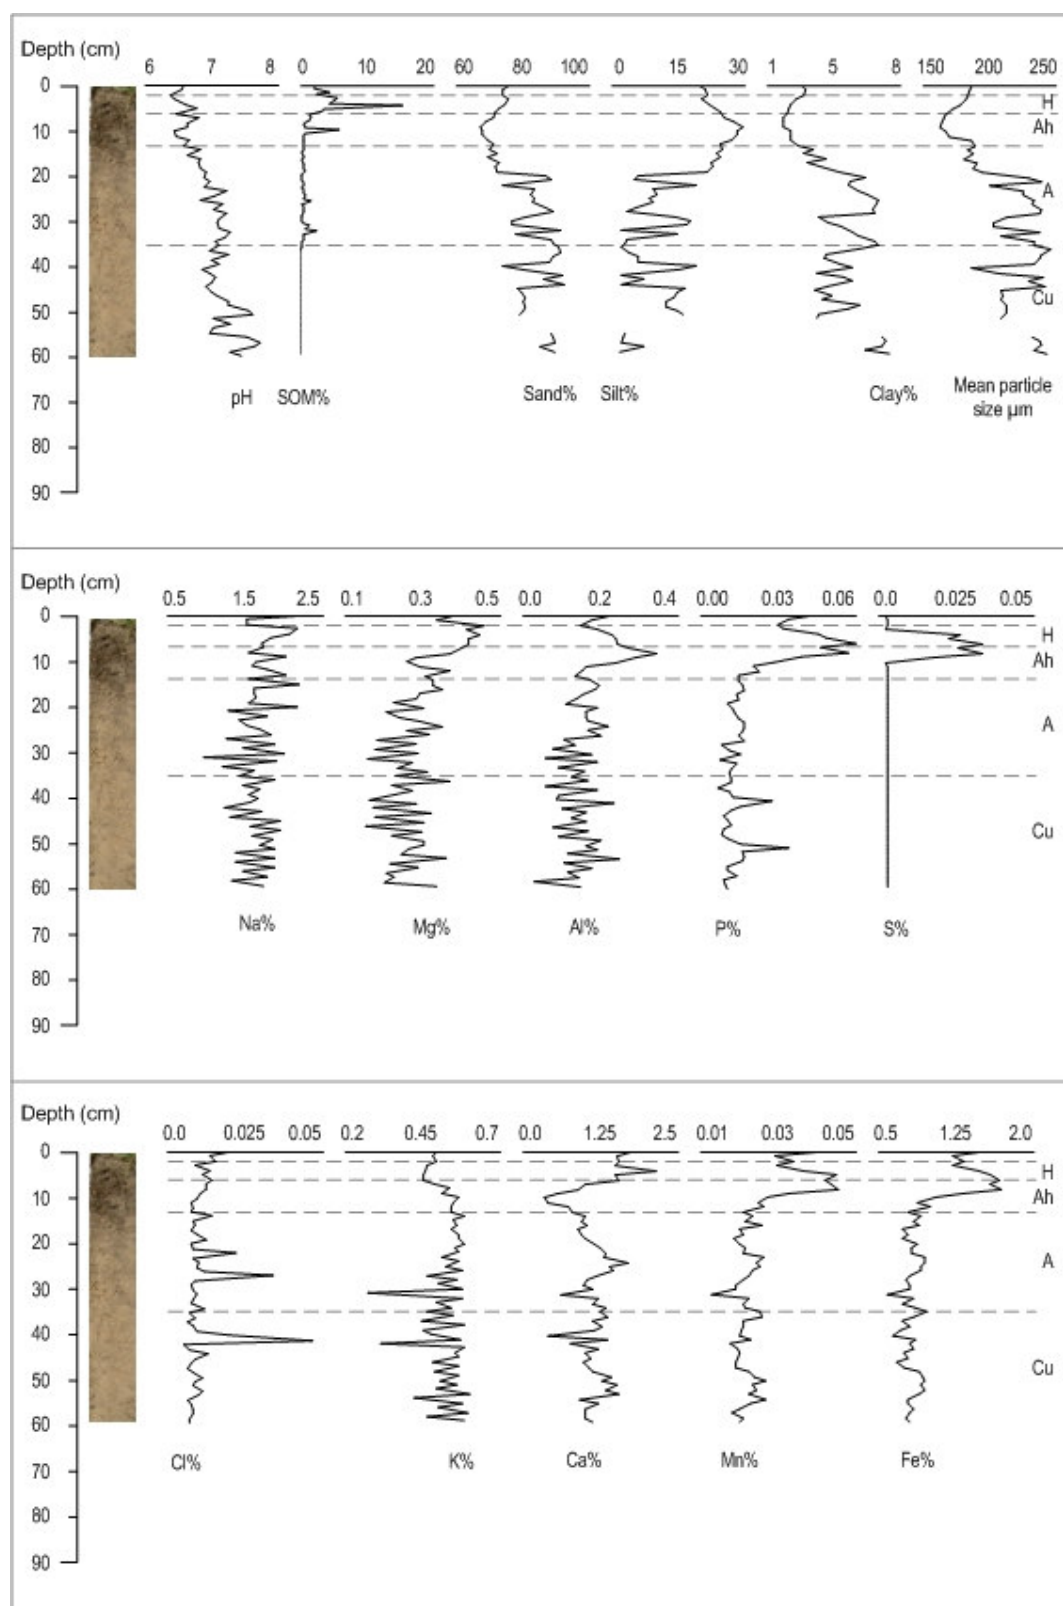 Depth (cm)
6 7 8 0 10 20 60 80 100 0 15 30 1 5 8 150 200 250
0
H
10
Ah
20
A
30
40
Cu
50
60
pH SOM% Sand% Silt% Clay% Mean particle
size µm
70
80
90
Depth (cm)
0.5 1.5 2.5 0.1 0.3 0.5 0.0 0.2 0.4 0.00 0.03 0.06 0.0 0.025 0.05
0
H
10
Ah
20
A
30
40
Cu
50
60
Na% Mg% Al% P% S%
70
80
90
Depth (cm)
0.0 0.025 0.05 0.2 0.45 0.7 0.0 1.25 2.5 0.01 0.03 0.05 0.5 1.25 2.0
0
H
10
Ah
20
A
30
40
Cu
50
60
Cl% K% Ca% Mn% Fe%
70
80
90